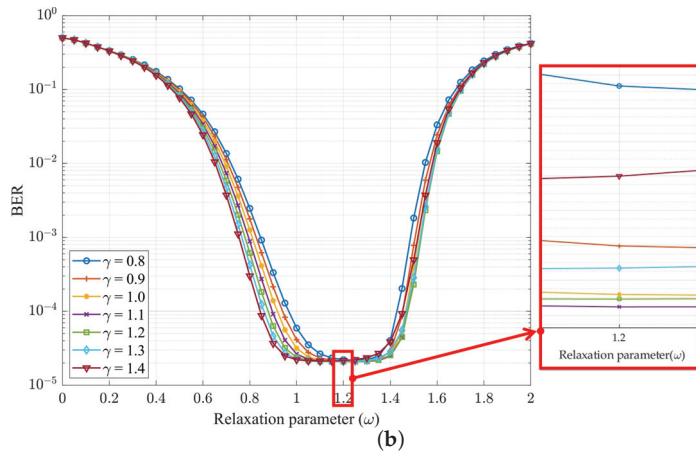 10^0
10^-1
10^-2
10^-3
10^-4
10^-5
BER
γ = 0.8
γ = 0.9
γ = 1.0
γ = 1.1
γ = 1.2
γ = 1.3
γ = 1.4
0 0.2 0.4 0.6 0.8 1 1.2 1.4 1.6 1.8 2
Relaxation parameter (ω)
1.2
Relaxation parameter(ω)
(b)